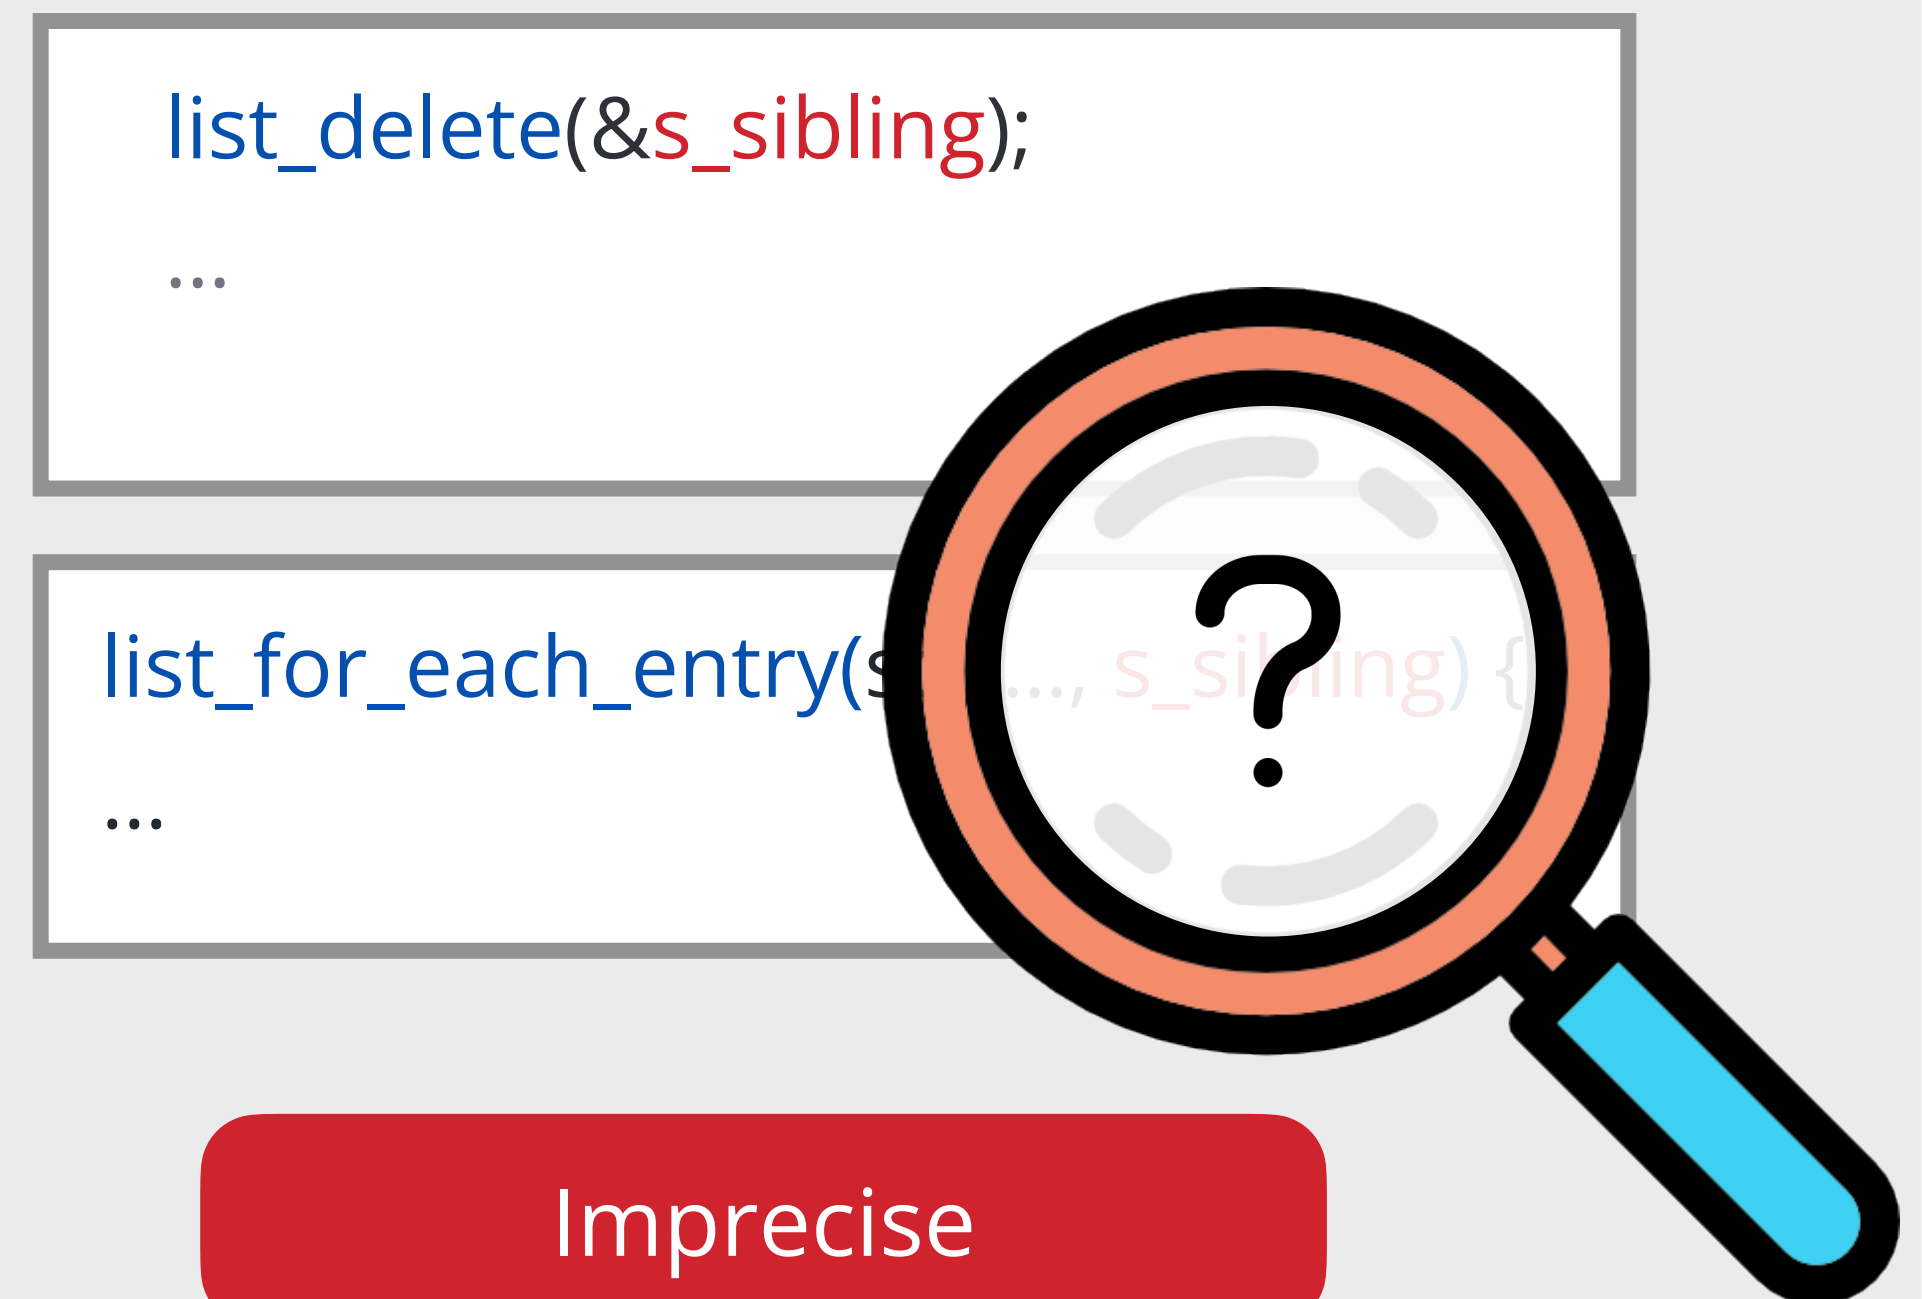 list_delete(&s_sibling);
...
list_for_each_entry(s ..., s_sibling) {
...
?
Imprecise